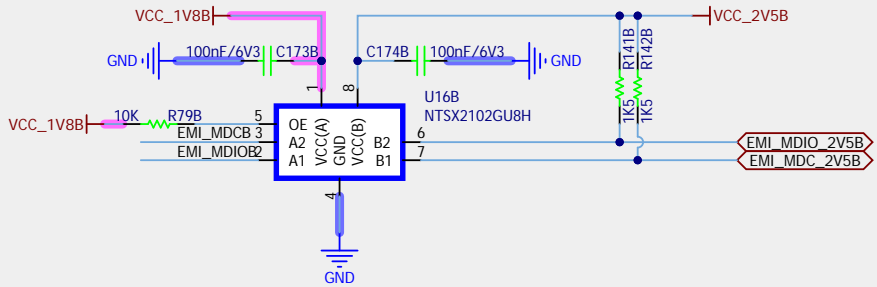 VCC_1V8B
VCC_2V5B
GND
100nF/6V3
C173B
C174B
100nF/6V3
GND
R141B
R142B
1K5
1K5
1
8
U16B
NTSX2102GU8H
VCC_1V8B
10K
R79B
5
OE
EMI_MDCB
3
A2
EMI_MDIOB
2
A1
VCC(A)
GND
VCC(B)
B2
6
EMI_MDIO_2V5B
B1
7
EMI_MDC_2V5B
4
GND